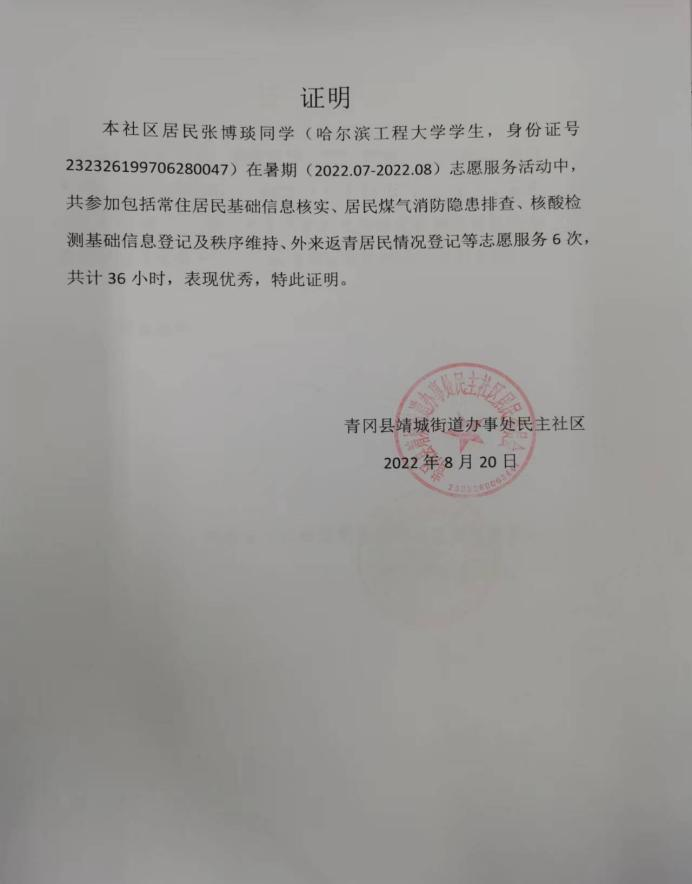 证明
本社区居民张博琰同学（哈尔滨工程大学学生，身份证号
232326199706280047）在暑期（2022.07-2022.08）志愿服务活动中，
共参加包括常住居民基础信息核实、居民煤气消防隐患排查、核酸检
测基础信息登记及秩序维持、外来返青居民情况登记等志愿服务 6 次，
共计 36 小时，表现优秀，特此证明。
青冈县靖城街道办事处民主社区
2022 年 8 月 20 日